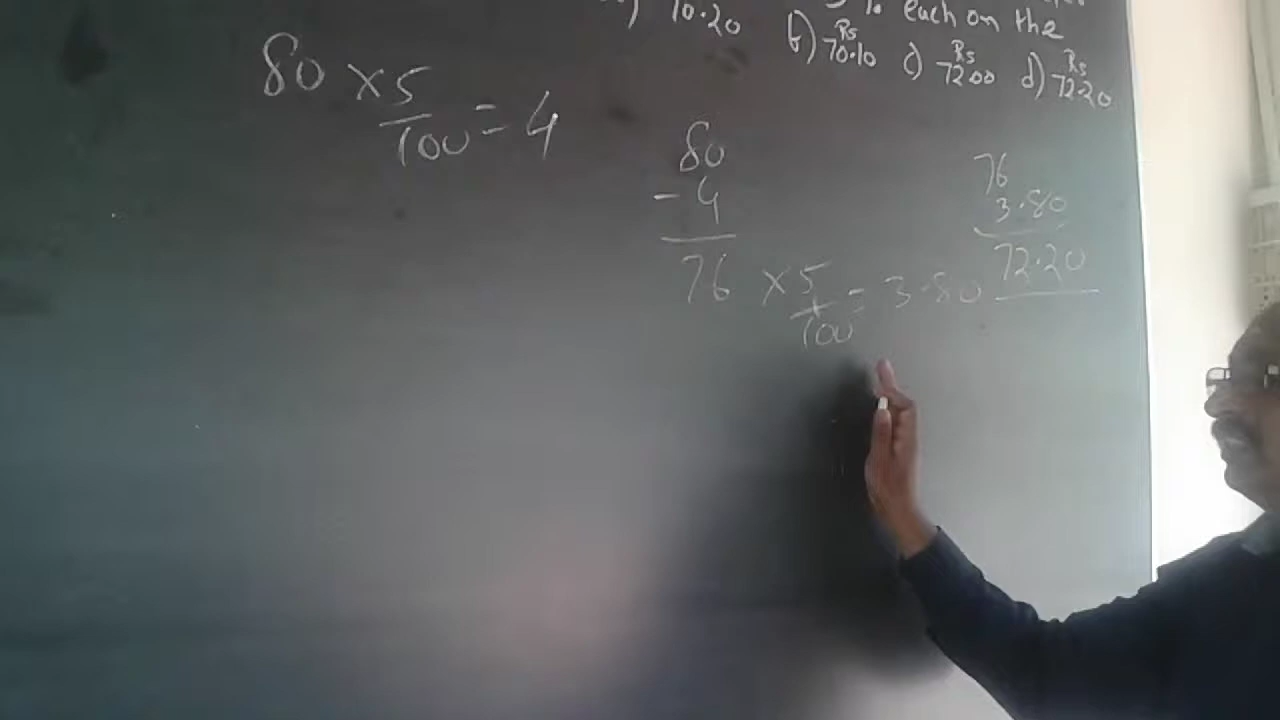 % each on the
70.20 b) Rs 70.10 c) Rs 72.00 d) Rs 72.20
80 × 5/100 = 4
80
- 4
76 × 5/100 = 3.80
76
3.80
72.20